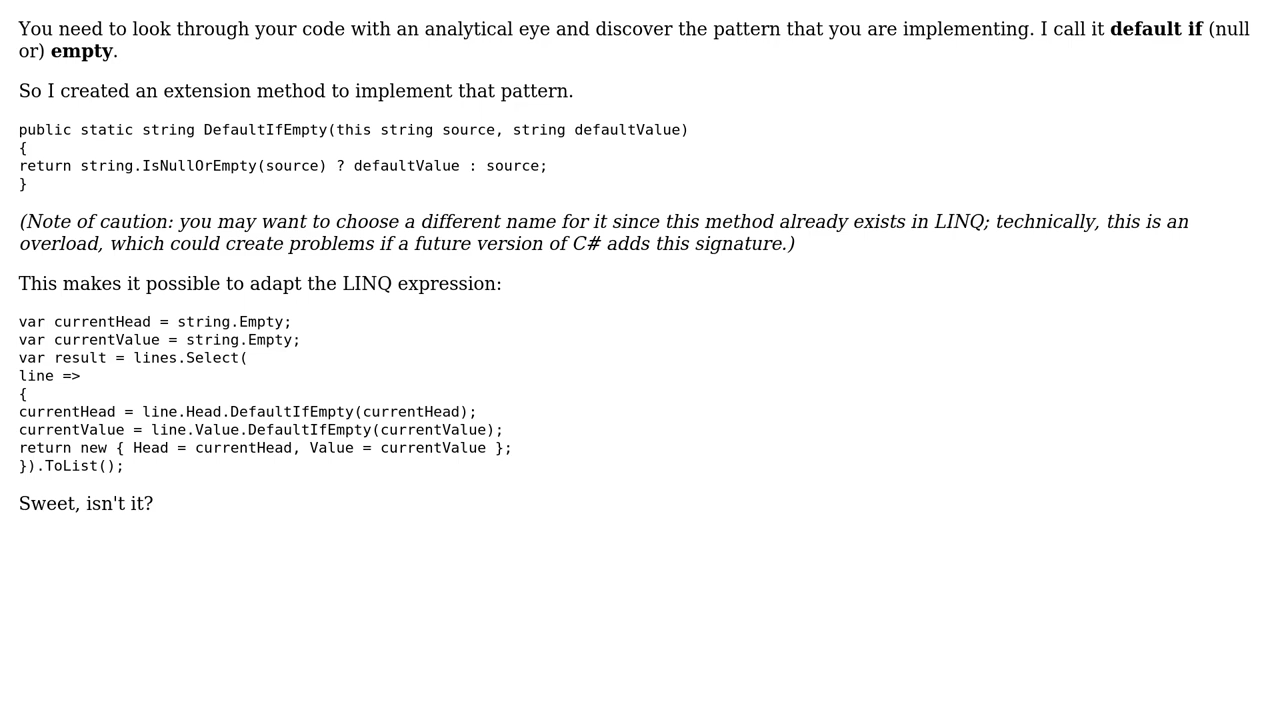 You need to look through your code with an analytical eye and discover the pattern that you are implementing. I call it default if (null
or) empty.
So I created an extension method to implement that pattern.
public static string DefaultIfEmpty(this string source, string defaultValue)
{
return string.IsNullOrEmpty(source) ? defaultValue : source;
}
(Note of caution: you may want to choose a different name for it since this method already exists in LINQ; technically, this is an
overload, which could create problems if a future version of C# adds this signature.)
This makes it possible to adapt the LINQ expression:
var currentHead = string.Empty;
var currentValue = string.Empty;
var result = lines.Select(
line =>
{
currentHead = line.Head.DefaultIfEmpty(currentHead);
currentValue = line.Value.DefaultIfEmpty(currentValue);
return new { Head = currentHead, Value = currentValue };
}).ToList();
Sweet, isn't it?